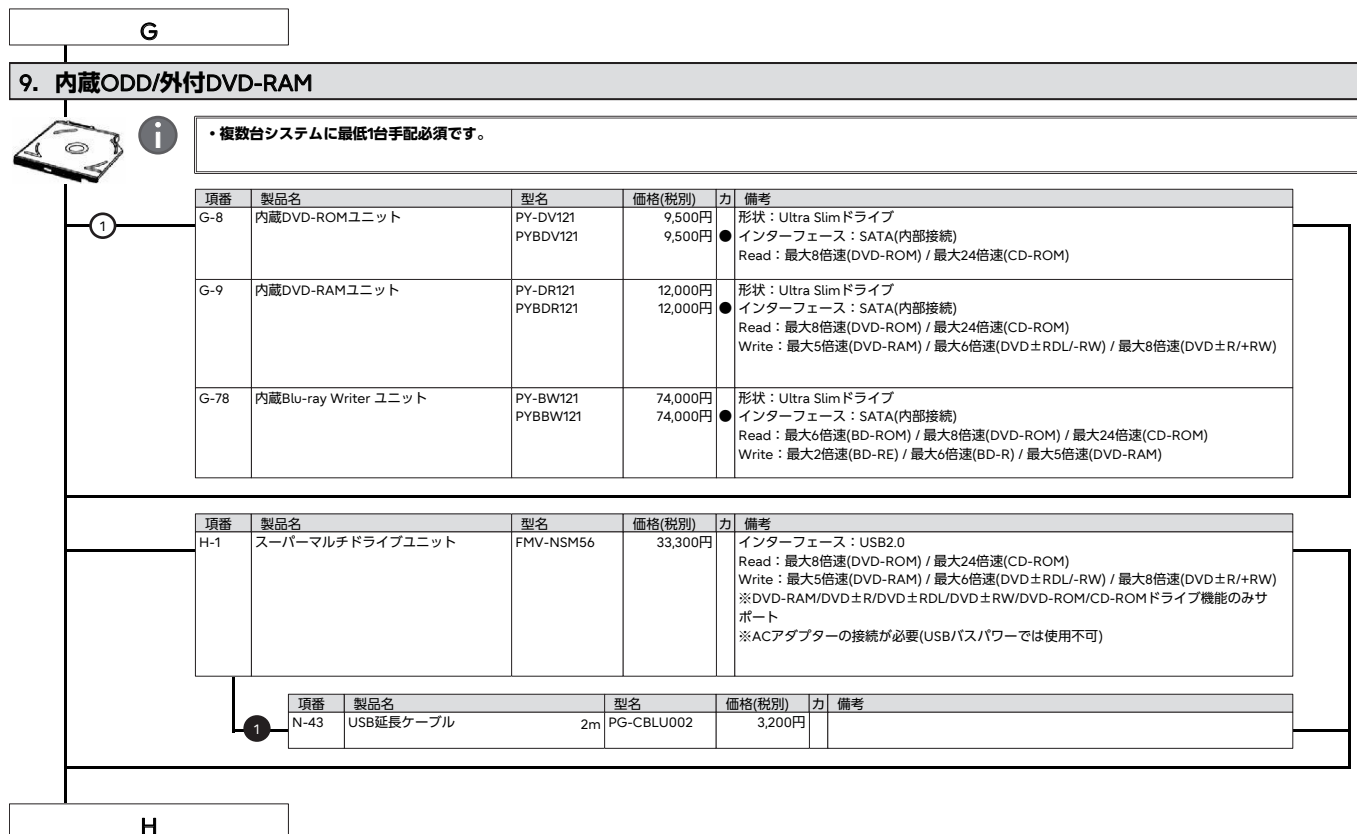 G
9. 内蔵ODD/外付DVD-RAM
i
・複数台システムに最低1台手配必須です。
項番 製品名 型名 価格(税別) カ 備考
1
G-8 内蔵DVD-ROMユニット PY-DV121 9,500円 形状：Ultra Slimドライブ
PYBDV121 9,500円 ● インターフェース：SATA(内部接続)
Read：最大8倍速(DVD-ROM) / 最大24倍速(CD-ROM)
G-9 内蔵DVD-RAMユニット PY-DR121 12,000円 形状：Ultra Slimドライブ
PYBDR121 12,000円 ● インターフェース：SATA(内部接続)
Read：最大8倍速(DVD-ROM) / 最大24倍速(CD-ROM)
Write：最大5倍速(DVD-RAM) / 最大6倍速(DVD±RDL/-RW) / 最大8倍速(DVD±R/+RW)
G-78 内蔵Blu-ray Writer ユニット PY-BW121 74,000円 形状：Ultra Slimドライブ
PYBBW121 74,000円 ● インターフェース：SATA(内部接続)
Read：最大6倍速(BD-ROM) / 最大8倍速(DVD-ROM) / 最大24倍速(CD-ROM)
Write：最大2倍速(BD-RE) / 最大6倍速(BD-R) / 最大5倍速(DVD-RAM)
項番 製品名 型名 価格(税別) カ 備考
H-1 スーパーマルチドライブユニット FMV-NSM56 33,300円 インターフェース：USB2.0
Read：最大8倍速(DVD-ROM) / 最大24倍速(CD-ROM)
Write：最大5倍速(DVD-RAM) / 最大6倍速(DVD±RDL/-RW) / 最大8倍速(DVD±R/+RW)
※DVD-RAM/DVD±R/DVD±RDL/DVD±RW/DVD-ROM/CD-ROMドライブ機能のみサ
ポート
※ACアダプターの接続が必要(USBバスパワーでは使用不可)
項番 製品名 型名 価格(税別) カ 備考
1 N-43 USB延長ケーブル 2m PG-CBLU002 3,200円
H